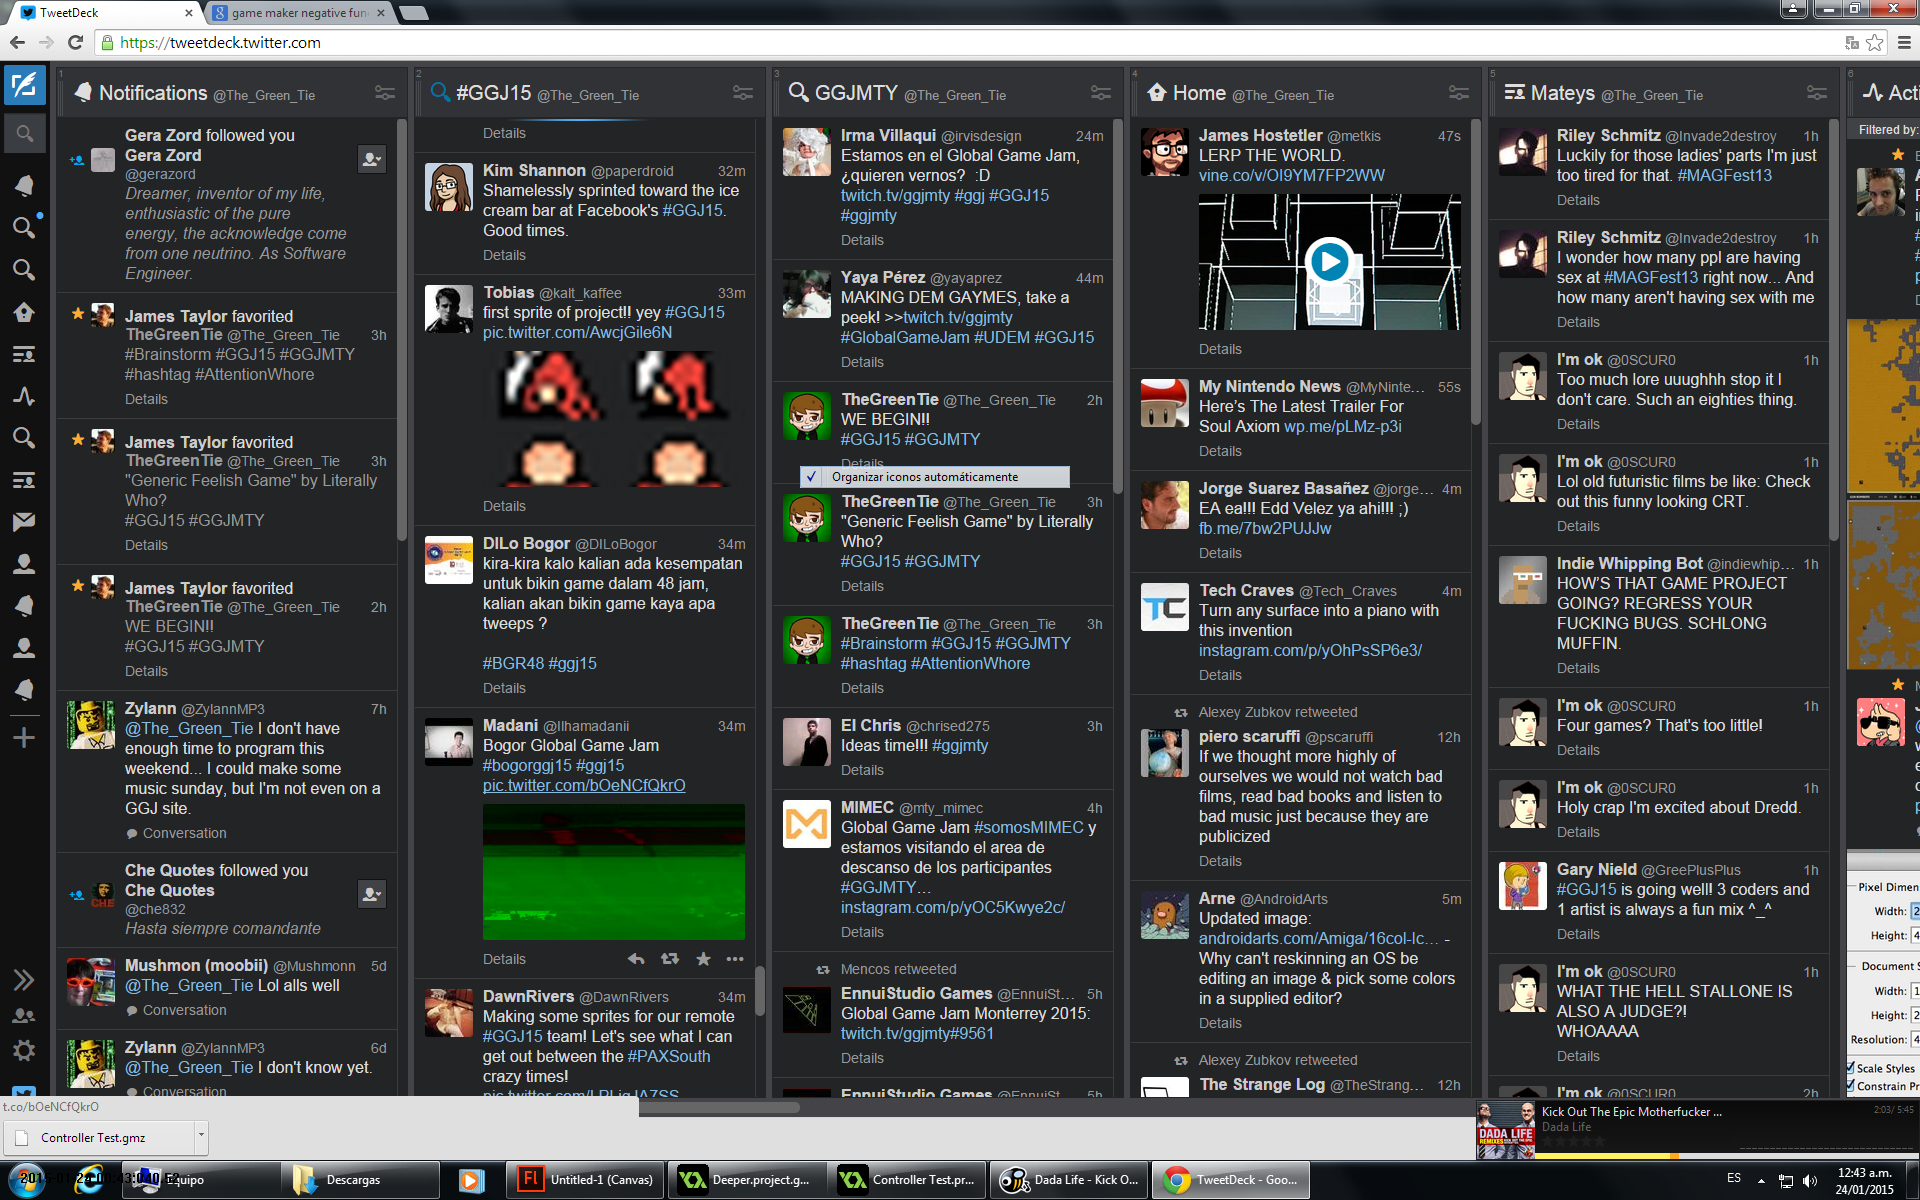 TweetDeck
game maker negative fun
https://tweetdeck.twitter.com
1
Notifications @The_Green_Tie
Gera Zord followed you
Gera Zord
@gerazord
Dreamer, inventor of my life,
enthusiastic of the pure
energy, the acknowledge come
from one neutrino. As Software
Engineer.
James Taylor favorited
TheGreenTie @The_Green_Tie 3h
#Brainstorm #GGJ15 #GGJMTY
#hashtag #AttentionWhore
Details
James Taylor favorited
TheGreenTie @The_Green_Tie 3h
"Generic Feelish Game" by Literally
Who?
#GGJ15 #GGJMTY
Details
James Taylor favorited
TheGreenTie @The_Green_Tie 2h
WE BEGIN!!
#GGJ15 #GGJMTY
Details
Zylann @ZylannMP3 7h
@The_Green_Tie I don't have
enough time to program this
weekend... I could make some
music sunday, but I'm not even on a
GGJ site.
Conversation
Che Quotes followed you
Che Quotes
@che832
Hasta siempre comandante
Mushmon (moobii) @Mushmonn 5d
@The_Green_Tie Lol alls well
Conversation
Zylann @ZylannMP3 6d
@The_Green_Tie I don't know yet.
Conversation
2
#GGJ15 @The_Green_Tie
Details
Kim Shannon @paperdroid 32m
Shamelessly sprinted toward the ice
cream bar at Facebook's #GGJ15.
Good times.
Details
Tobias @kalt_kaffee 33m
first sprite of project!! yey #GGJ15
pic.twitter.com/AwcjGile6N
Details
DILo Bogor @DILoBogor 34m
kira-kira kalo kalian ada kesempatan
untuk bikin game dalam 48 jam,
kalian akan bikin game kaya apa
tweeps ?
#BGR48 #ggj15
Details
Madani @Ilhamadanii 34m
Bogor Global Game Jam
#bogorggj15 #ggj15
pic.twitter.com/bOeNCfQkrO
Details
DawnRivers @DawnRivers 34m
Making some sprites for our remote
#GGJ15 team! Let's see what I can
get out between the #PAXSouth
crazy times!
3
GGJMTY @The_Green_Tie
Irma Villaqui @irvisdesign 24m
Estamos en el Global Game Jam,
¿quieren vernos? :D
twitch.tv/ggjmty #ggj #GGJ15
#ggjmty
Details
Yaya Pérez @yayaprez 44m
MAKING DEM GAYMES, take a
peek! >>twitch.tv/ggjmty
#GlobalGameJam #UDEM #GGJ15
Details
TheGreenTie @The_Green_Tie 2h
WE BEGIN!!
#GGJ15 #GGJMTY
Details
✓ Organizar iconos automáticamente
TheGreenTie @The_Green_Tie 3h
"Generic Feelish Game" by Literally
Who?
#GGJ15 #GGJMTY
Details
TheGreenTie @The_Green_Tie 3h
#Brainstorm #GGJ15 #GGJMTY
#hashtag #AttentionWhore
Details
El Chris @chrised275 3h
Ideas time!!! #ggjmty
Details
MIMEC @mty_mimec 4h
Global Game Jam #somosMIMEC y
estamos visitando el area de
descanso de los participantes
#GGJMTY…
instagram.com/p/yOC5Kwye2c/
Details
Mencos retweeted
EnnuiStudio Games @EnnuiSt... 5h
Global Game Jam Monterrey 2015:
twitch.tv/ggjmty#9561
Details
EnnuiStudio Games @EnnuiSt... 5h
4
Home @The_Green_Tie
James Hostetler @metkis 47s
LERP THE WORLD.
vine.co/v/OI9YM7FP2WW
Details
My Nintendo News @MyNinte... 55s
Here's The Latest Trailer For
Soul Axiom wp.me/pLMz-p3i
Details
Jorge Suarez Basañez @jorge... 4m
EA ea!!! Edd Velez ya ahi!!! ;)
fb.me/7bw2PUJJw
Details
TC
Tech Craves @Tech_Craves 4m
Turn any surface into a piano with
this invention
instagram.com/p/yOhPsSP6e3/
Details
Alexey Zubkov retweeted
piero scaruffi @pscaruffi 12h
If we thought more highly of
ourselves we would not watch bad
films, read bad books and listen to
bad music just because they are
publicized
Details
Arne @AndroidArts 5m
Updated image:
androidarts.com/Amiga/16col-Ic… -
Why can't reskinning an OS be
editing an image & pick some colors
in a supplied editor?
Details
Alexey Zubkov retweeted
The Strange Log @TheStrang... 12h
5
Mateys @The_Green_Tie
Riley Schmitz @Invade2destroy 1h
Luckily for those ladies' parts I'm just
too tired for that. #MAGFest13
Details
Riley Schmitz @Invade2destroy 1h
I wonder how many ppl are having
sex at #MAGFest13 right now... And
how many aren't having sex with me
Details
I'm ok @0SCUR0 1h
Too much lore uuughhh stop it I
don't care. Such an eighties thing.
Details
I'm ok @0SCUR0 1h
Lol old futuristic films be like: Check
out this funny looking CRT.
Details
Indie Whipping Bot @indiewhip... 1h
HOW'S THAT GAME PROJECT
GOING? REGRESS YOUR
FUCKING BUGS. SCHLONG
MUFFIN.
Details
I'm ok @0SCUR0 1h
Four games? That's too little!
Details
I'm ok @0SCUR0 1h
Holy crap I'm excited about Dredd.
Details
Gary Nield @GreePlusPlus 1h
#GGJ15 is going well! 3 coders and
1 artist is always a fun mix ^_^
Details
I'm ok @0SCUR0 1h
WHAT THE HELL STALLONE IS
ALSO A JUDGE?!
WHOAAAA
Details
I'm ok @0SCUR0 2h
6
Acti
Filtered by:
Pixel Dimen
Width: 2
Height: 4
Document S
Width: 1
Height: 2
Resolution: 4
Scale Styles
Constrain Pr
t.co/bOeNCfQkrO
Controller Test.gmz
DADA LIFE
Kick Out The Epic Motherfucker ...
Dada Life
2:03/ 5:45
Equipo
Descargas
Untitled-1 (Canvas)
Deeper.project.g...
Controller Test.pr...
Dada Life - Kick O...
TweetDeck - Goo...
ES
12:43 a.m.
24/01/2015